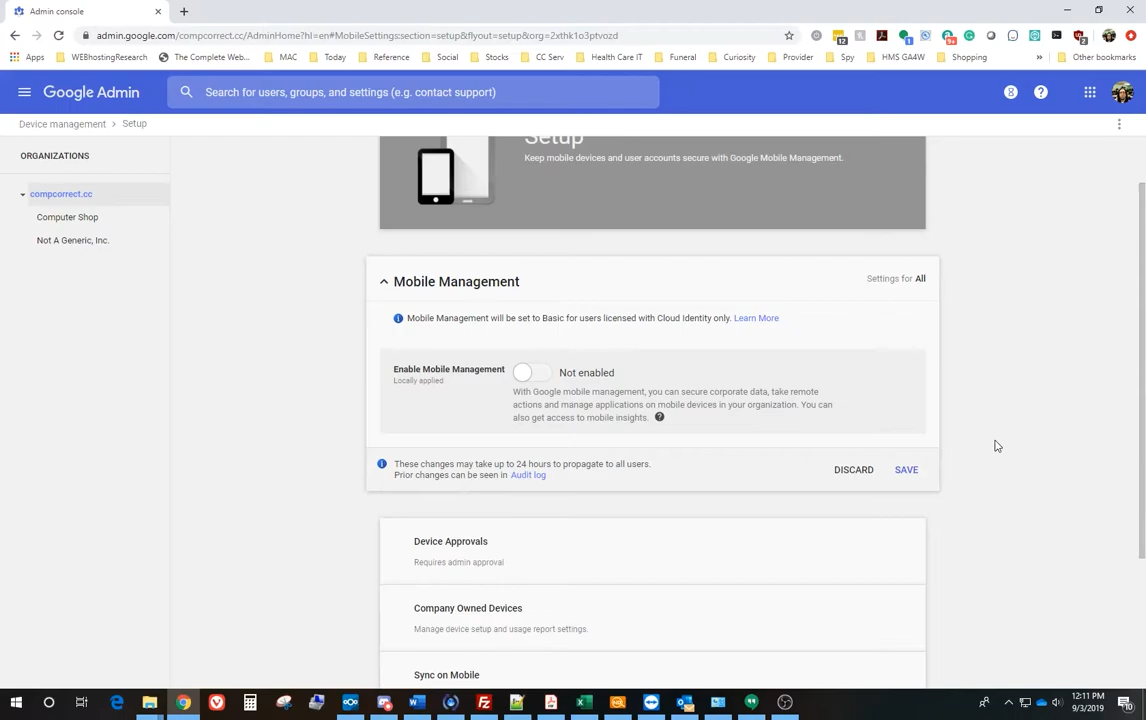 Admin console
admin.google.com/compcorrect.cc/AdminHome?hl=en#MobileSettings:section=setup&flyout=setup&org=2xthk1o3ptvozd
Apps
WEBhostingResearch
The Complete Web...
MAC
Today
Reference
Social
Stocks
CC Serv
Health Care IT
Funeral
Curiosity
Provider
Spy
HMS GA4W
Shopping
»
Other bookmarks
Google Admin
Search for users, groups, and settings (e.g. contact support)
Device management > Setup
ORGANIZATIONS
compcorrect.cc
Computer Shop
Not A Generic, Inc.
Setup
Keep mobile devices and user accounts secure with Google Mobile Management.
Mobile Management
Settings for All
Mobile Management will be set to Basic for users licensed with Cloud Identity only. Learn More
Enable Mobile Management
Locally applied
Not enabled
With Google mobile management, you can secure corporate data, take remote
actions and manage applications on mobile devices in your organization. You can
also get access to mobile insights.
These changes may take up to 24 hours to propagate to all users.
Prior changes can be seen in Audit log
DISCARD
SAVE
Device Approvals
Requires admin approval
Company Owned Devices
Manage device setup and usage report settings.
Sync on Mobile
12:11 PM
9/3/2019